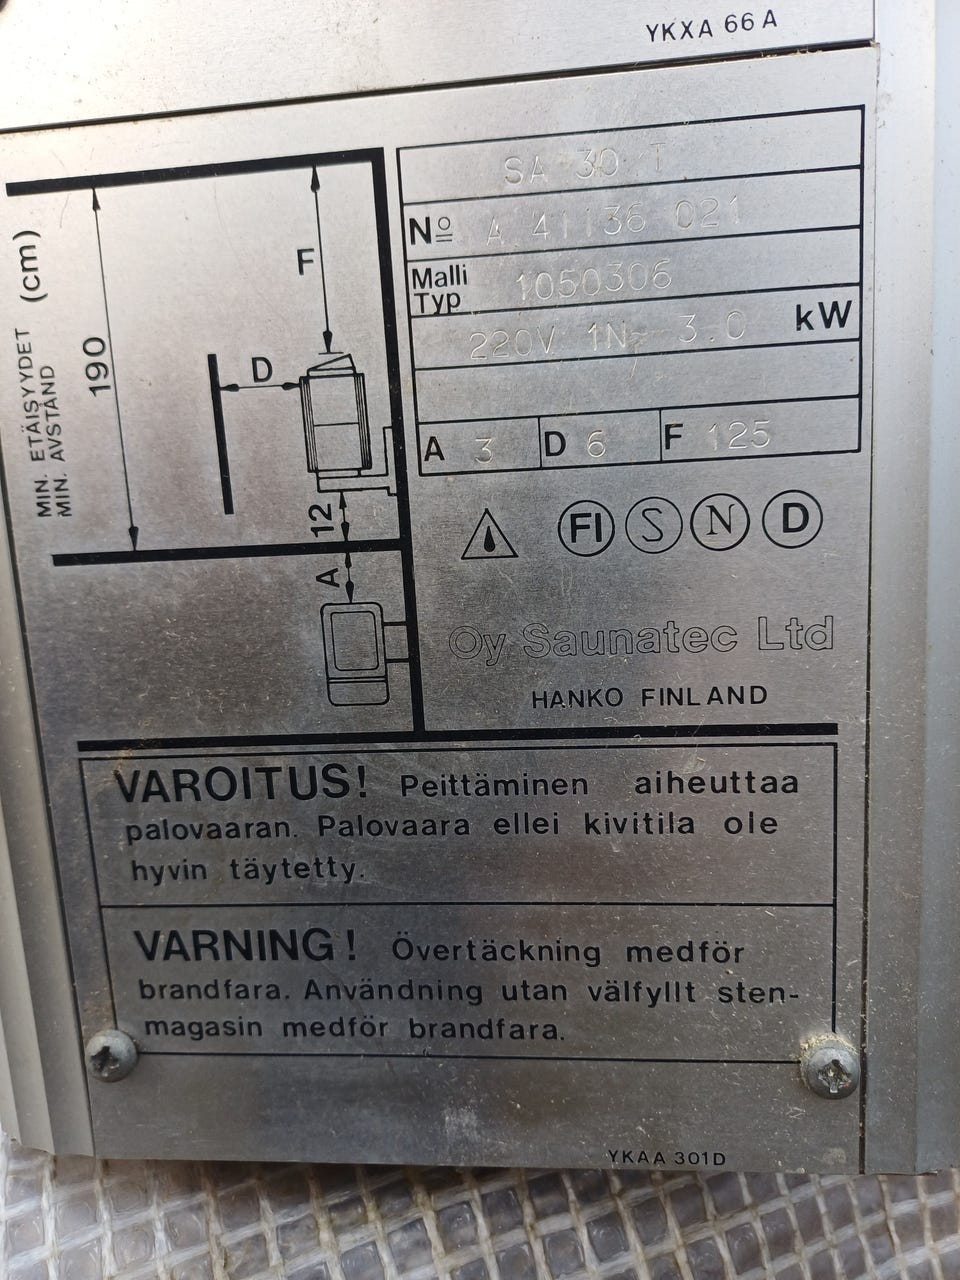 YKXA 66 A
MIN. ETÄISYYDET (cm)
MIN. AVSTÅND
190
F
D
12
A
SA 30 T
No A 41136 021
Malli
Typ 1050306
220V 1N~ 3.0 kW
A 3 D 6 F 125
FI S N D
Oy Saunatec Ltd
HANKO FINLAND
VAROITUS! Peittäminen aiheuttaa
palovaaran. Palovaara ellei kivitila ole
hyvin täytetty.
VARNING! Övertäckning medför
brandfara. Användning utan välfyllt sten-
magasin medför brandfara.
YKAA 301D